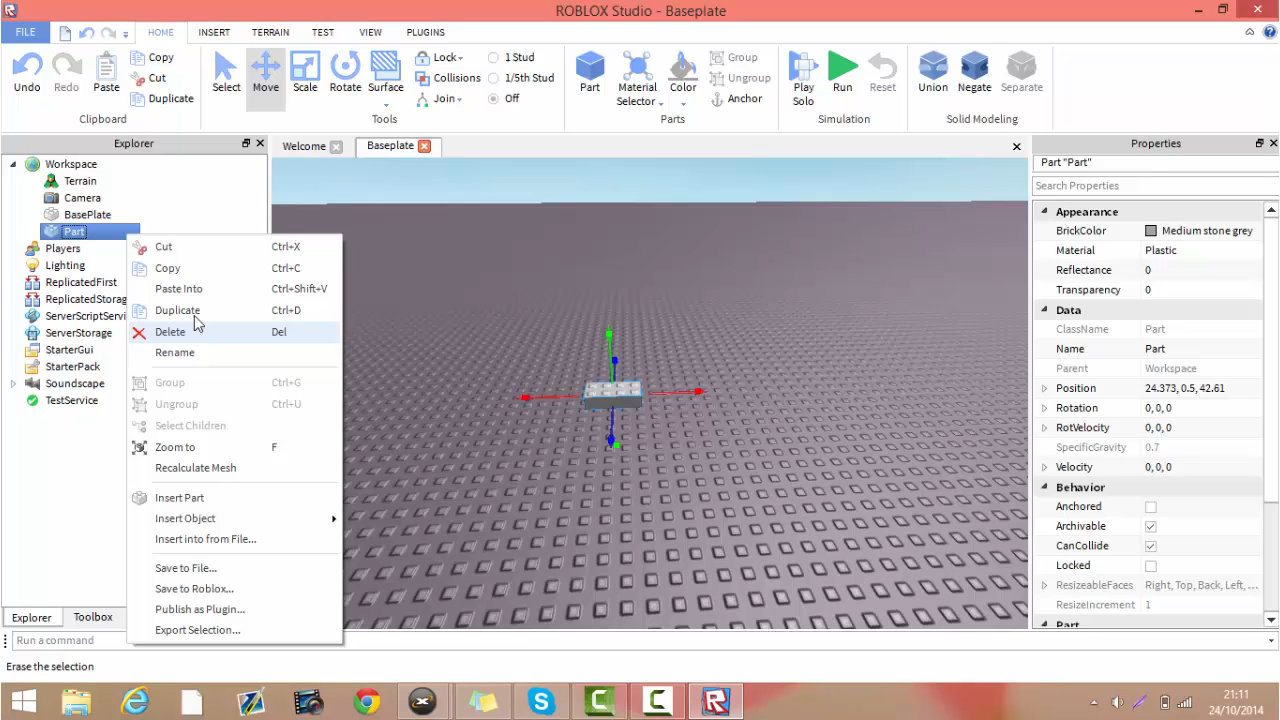 ROBLOX Studio - Baseplate
FILE HOME INSERT TERRAIN TEST VIEW PLUGINS
Undo Redo Paste Copy Cut Duplicate
Clipboard
Select Move Scale Rotate Surface Lock Collisions Join 1 Stud 1/5th Stud Off
Tools
Part Material Selector Color Group Ungroup Anchor
Parts
Play Solo Run Reset
Simulation
Union Negate Separate
Solid Modeling
Explorer
Workspace
Terrain
Camera
BasePlate
Part
Players
Lighting
ReplicatedFirst
ReplicatedStorag
ServerScriptServi
ServerStorage
StarterGui
StarterPack
Soundscape
TestService
Explorer Toolbox
Cut Ctrl+X
Copy Ctrl+C
Paste Into Ctrl+Shift+V
Duplicate Ctrl+D
Delete Del
Rename
Group Ctrl+G
Ungroup Ctrl+U
Select Children
Zoom to F
Recalculate Mesh
Insert Part
Insert Object
Insert into from File...
Save to File...
Save to Roblox...
Publish as Plugin...
Export Selection...
Welcome Baseplate
Properties
Part "Part"
Search Properties
Appearance
BrickColor Medium stone grey
Material Plastic
Reflectance 0
Transparency 0
Data
ClassName Part
Name Part
Parent Workspace
Position 24.373, 0.5, 42.61
Rotation 0, 0, 0
RotVelocity 0, 0, 0
SpecificGravity 0.7
Velocity 0, 0, 0
Behavior
Anchored
Archivable
CanCollide
Locked
ResizeableFaces Right, Top, Back, Left, ...
ResizeIncrement 1
Part
Run a command
Erase the selection
21:11
24/10/2014